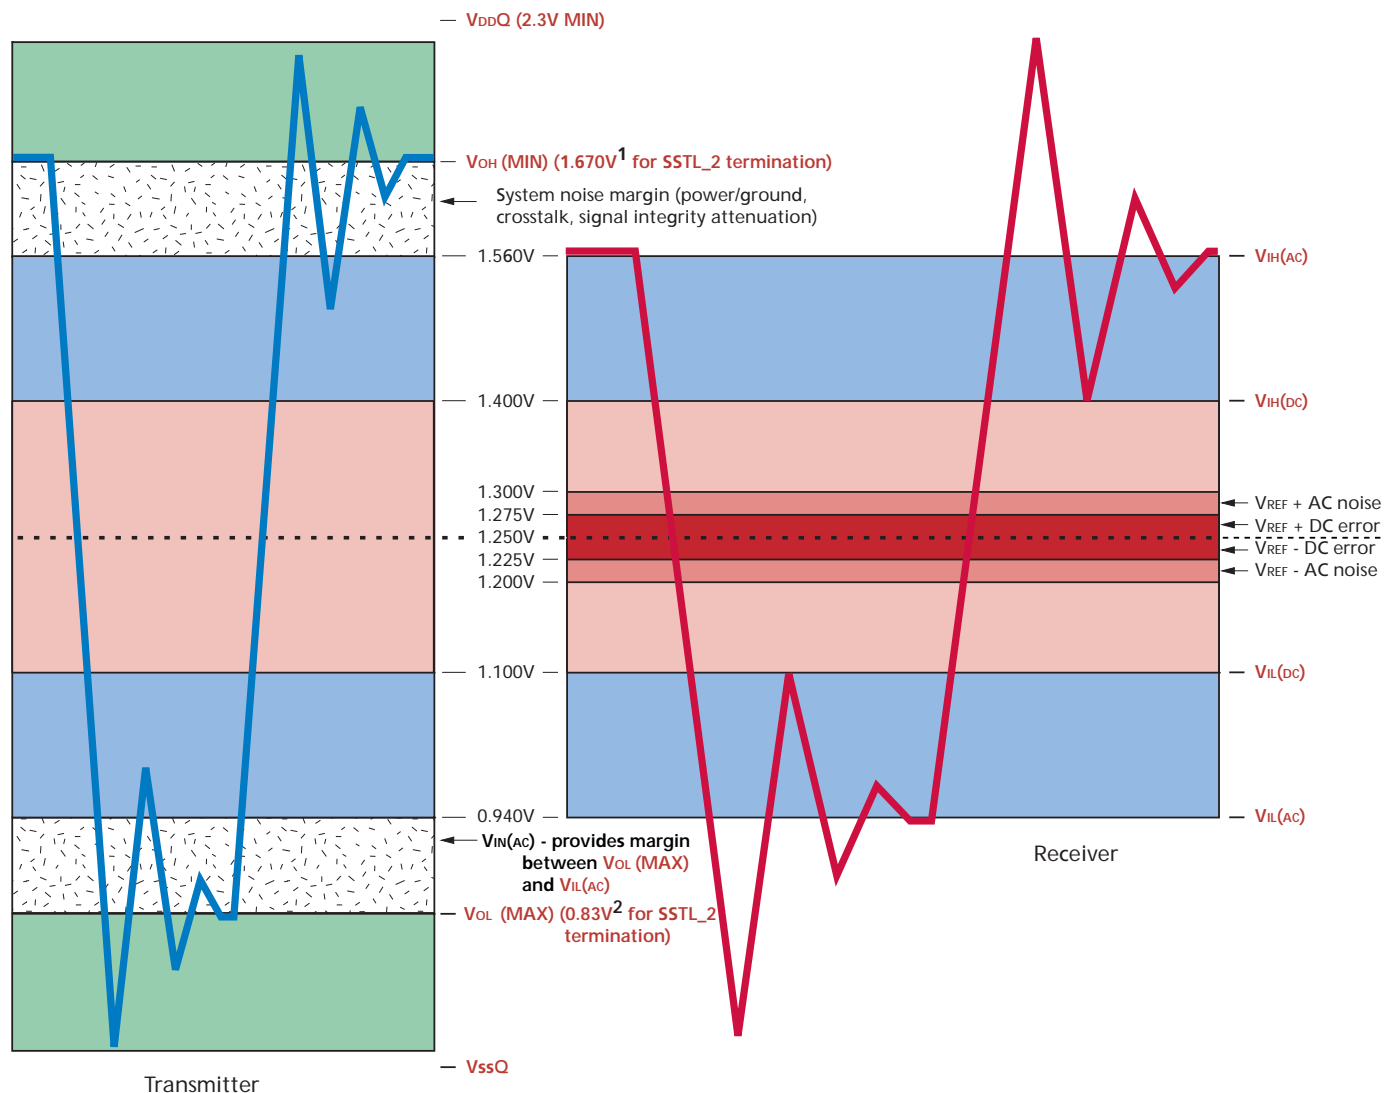 VDDQ (2.3V MIN)
VOH (MIN) (1.670V1 for SSTL_2 termination)
System noise margin (power/ground,
crosstalk, signal integrity attenuation)
1.560V
VIH(AC)
1.400V
VIH(DC)
1.300V
VREF + AC noise
1.275V
VREF + DC error
1.250V
VREF - DC error
1.225V
VREF - AC noise
1.200V
1.100V
VIL(DC)
0.940V
VIL(AC)
VIN(AC) - provides margin
between VOL (MAX)
and VIL(AC)
Receiver
VOL (MAX) (0.83V2 for SSTL_2
termination)
VssQ
Transmitter